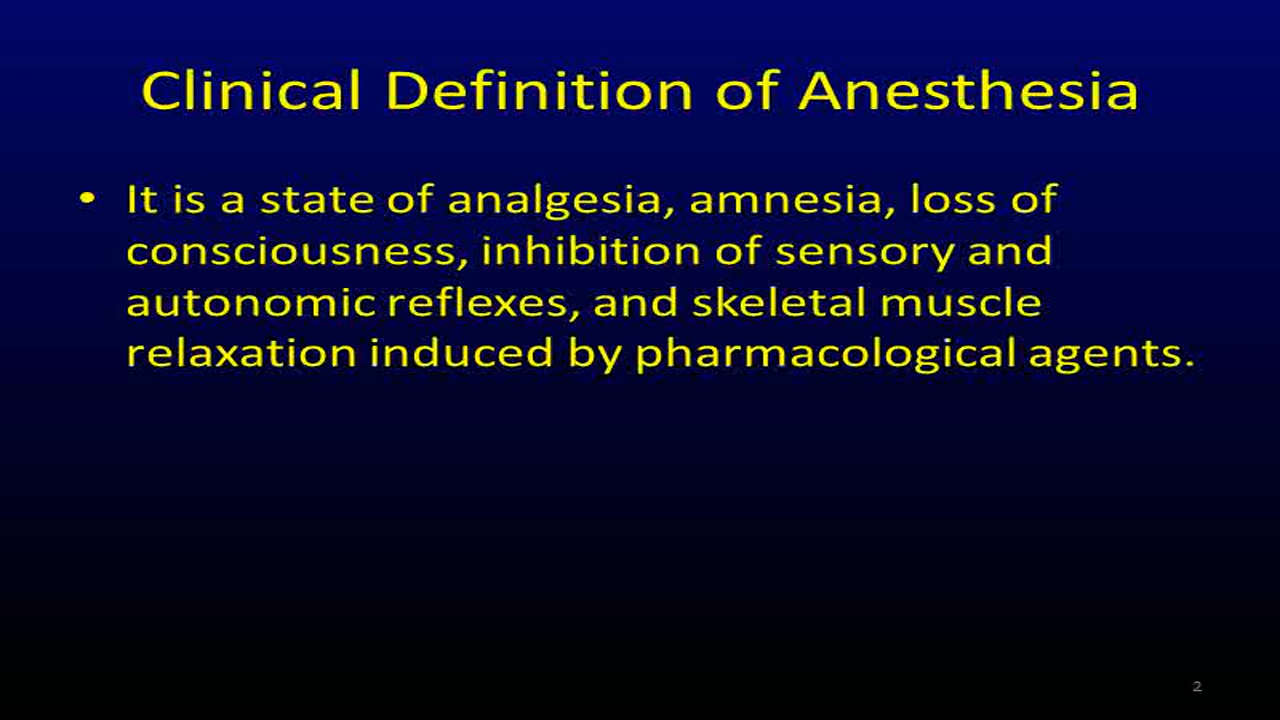 Clinical Definition of Anesthesia
• It is a state of analgesia, amnesia, loss of
consciousness, inhibition of sensory and
autonomic reflexes, and skeletal muscle
relaxation induced by pharmacological agents.
2